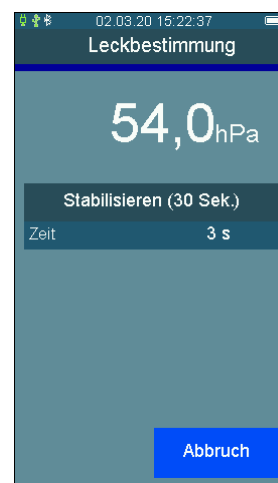 02.03.20 15:22:37
Leckbestimmung
54,0hPa
Stabilisieren (30 Sek.)
Zeit 3 s
Abbruch